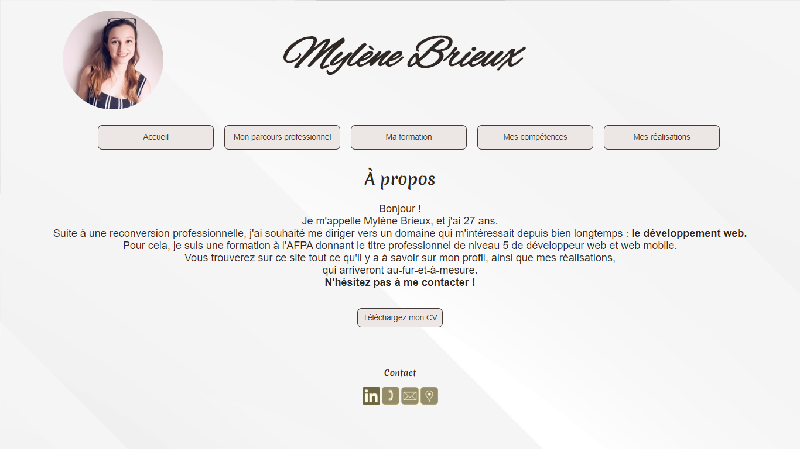 Mylène Brieux
Accueil
Mon parcours professionnel
Ma formation
Mes compétences
Mes réalisations
À propos
Bonjour !
Je m'appelle Mylène Brieux, et j'ai 27 ans.
Suite à une reconversion professionnelle, j'ai souhaité me diriger vers un domaine qui m'intéressait depuis bien longtemps : le développement web.
Pour cela, je suis une formation à l'AFPA donnant le titre professionnel de niveau 5 de développeur web et web mobile.
Vous trouverez sur ce site tout ce qu'il y a à savoir sur mon profil, ainsi que mes réalisations,
qui arriveront au-fur-et-à-mesure.
N'hésitez pas à me contacter !
Téléchargez mon CV
Contact
in